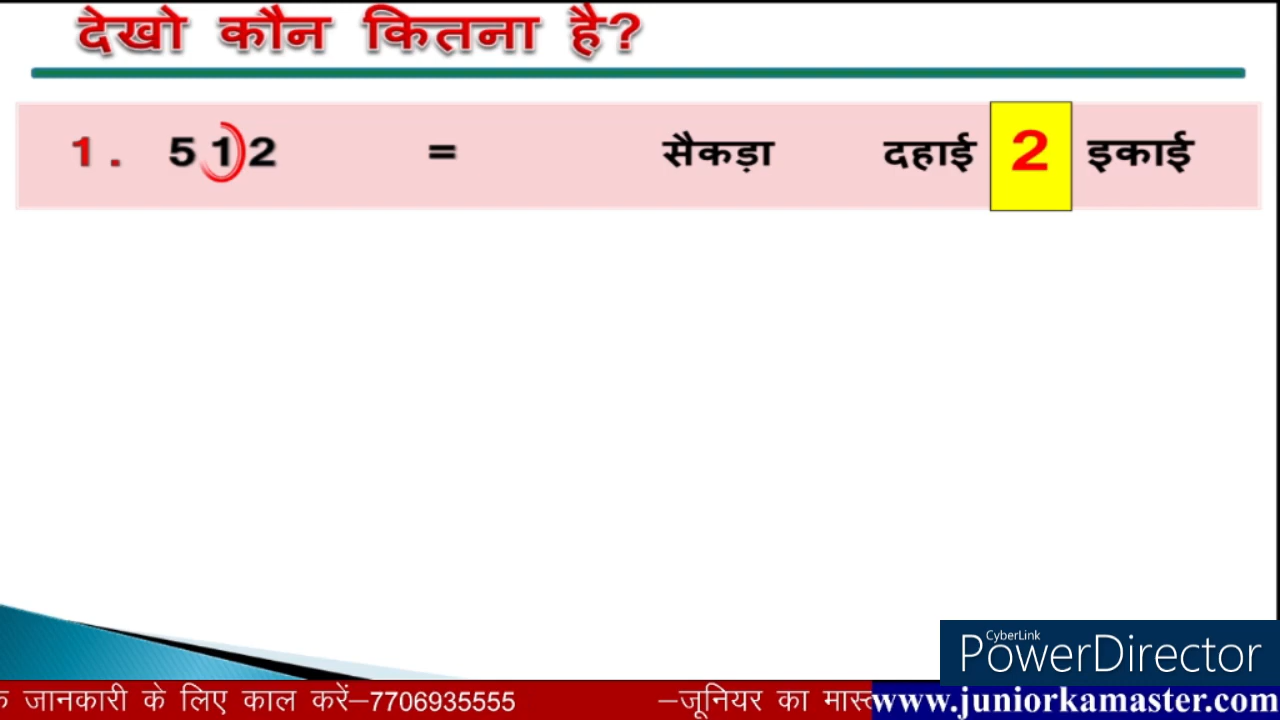 देखो कौन कितना है?
1. 512 = सैकड़ा दहाई 2 इकाई
CyberLink
PowerDirector
जानकारी के लिए काल करें–7706935555 –जूनियर का www.juniorkamaster.com